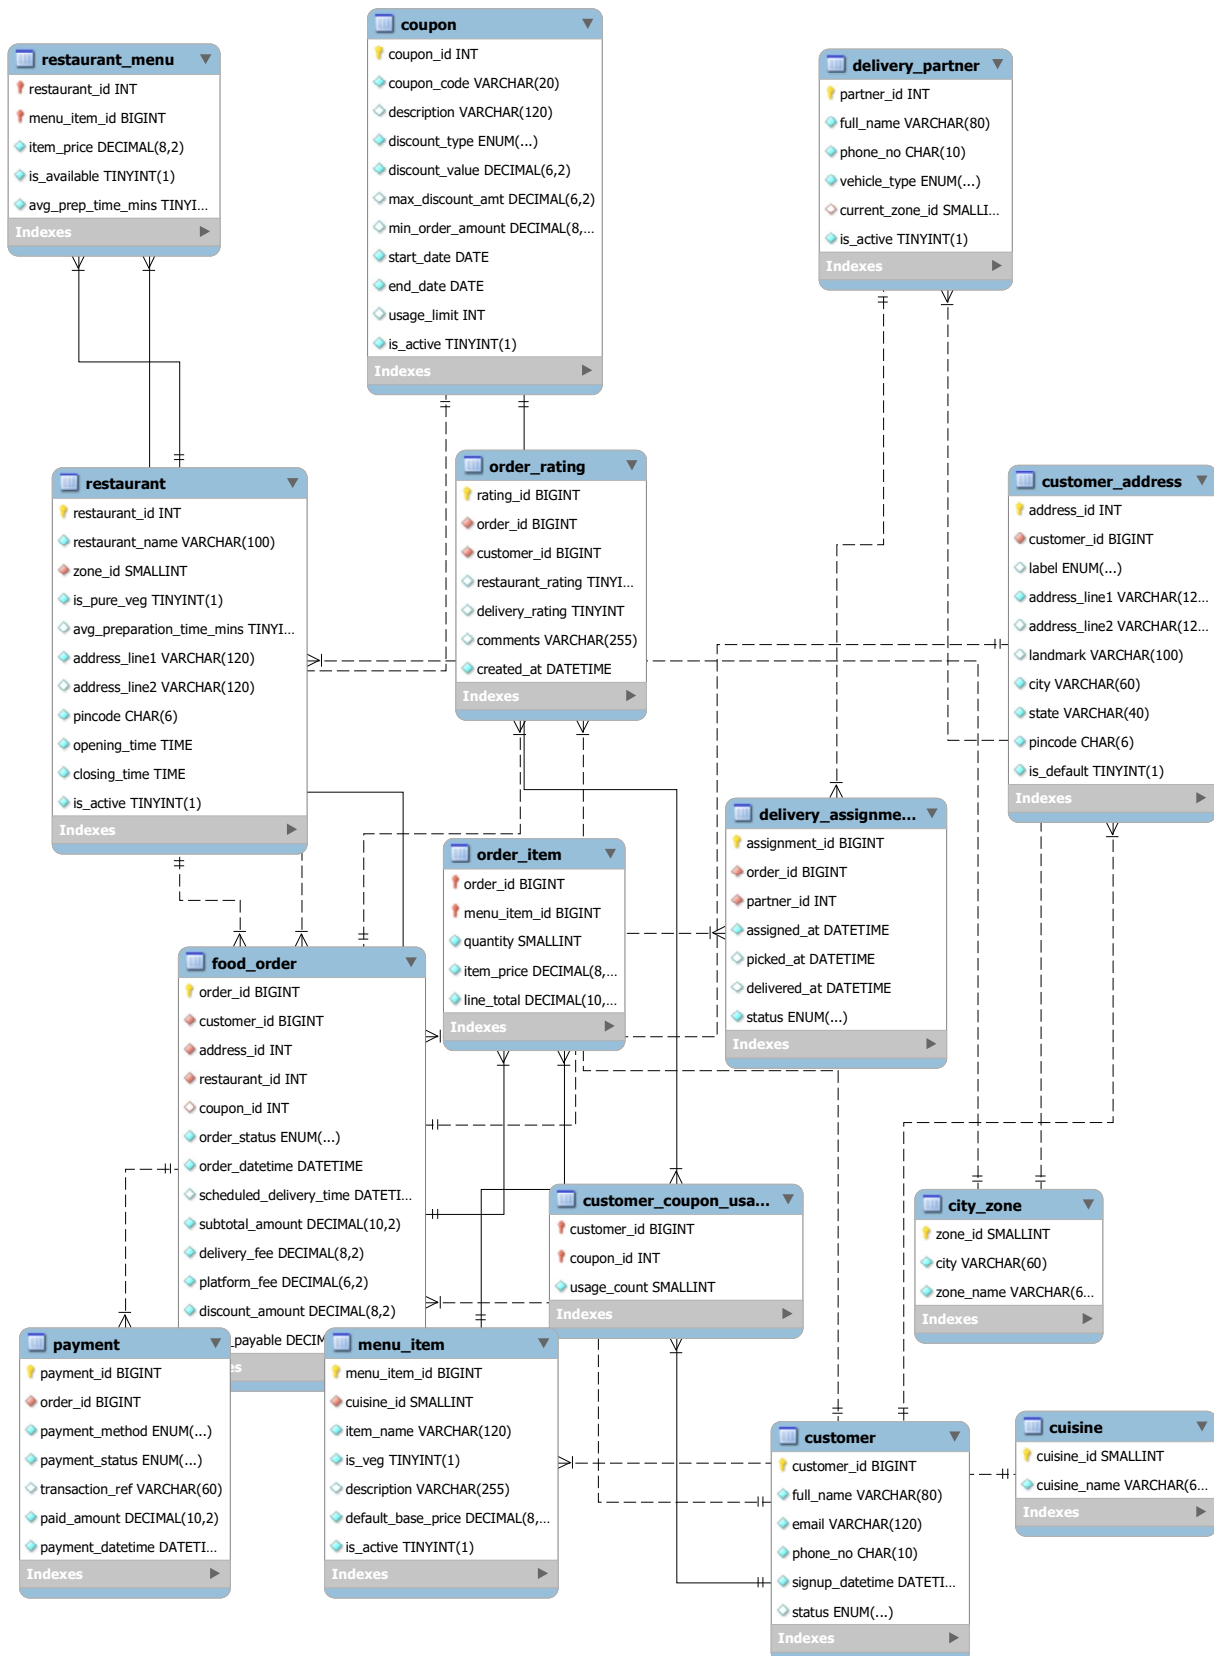 coupon
coupon_id INT
coupon_code VARCHAR(20)
description VARCHAR(120)
discount_type ENUM(...)
discount_value DECIMAL(6,2)
max_discount_amt DECIMAL(6,2)
min_order_amount DECIMAL(8,...
start_date DATE
end_date DATE
usage_limit INT
is_active TINYINT(1)
Indexes
restaurant_menu
restaurant_id INT
menu_item_id BIGINT
item_price DECIMAL(8,2)
is_available TINYINT(1)
avg_prep_time_mins TINYI...
Indexes
delivery_partner
partner_id INT
full_name VARCHAR(80)
phone_no CHAR(10)
vehicle_type ENUM(...)
current_zone_id SMALLI...
is_active TINYINT(1)
Indexes
restaurant
restaurant_id INT
restaurant_name VARCHAR(100)
zone_id SMALLINT
is_pure_veg TINYINT(1)
avg_preparation_time_mins TINYI...
address_line1 VARCHAR(120)
address_line2 VARCHAR(120)
pincode CHAR(6)
opening_time TIME
closing_time TIME
is_active TINYINT(1)
Indexes
order_rating
rating_id BIGINT
order_id BIGINT
customer_id BIGINT
restaurant_rating TINYI...
delivery_rating TINYINT
comments VARCHAR(255)
created_at DATETIME
Indexes
customer_address
address_id INT
customer_id BIGINT
label ENUM(...)
address_line1 VARCHAR(12...
address_line2 VARCHAR(12...
landmark VARCHAR(100)
city VARCHAR(60)
state VARCHAR(40)
pincode CHAR(6)
is_default TINYINT(1)
Indexes
delivery_assignme...
assignment_id BIGINT
order_id BIGINT
partner_id INT
assigned_at DATETIME
picked_at DATETIME
delivered_at DATETIME
status ENUM(...)
Indexes
order_item
order_id BIGINT
menu_item_id BIGINT
quantity SMALLINT
item_price DECIMAL(8,...
line_total DECIMAL(10,...
Indexes
food_order
order_id BIGINT
customer_id BIGINT
address_id INT
restaurant_id INT
coupon_id INT
order_status ENUM(...)
order_datetime DATETIME
scheduled_delivery_time DATETI...
subtotal_amount DECIMAL(10,2)
delivery_fee DECIMAL(8,2)
platform_fee DECIMAL(6,2)
discount_amount DECIMAL(8,2)
_payable DECIM
es
customer_coupon_usa...
customer_id BIGINT
coupon_id INT
usage_count SMALLINT
Indexes
city_zone
zone_id SMALLINT
city VARCHAR(60)
zone_name VARCHAR(6...
Indexes
payment
payment_id BIGINT
order_id BIGINT
payment_method ENUM(...)
payment_status ENUM(...)
transaction_ref VARCHAR(60)
paid_amount DECIMAL(10,2)
payment_datetime DATETI...
Indexes
menu_item
menu_item_id BIGINT
cuisine_id SMALLINT
item_name VARCHAR(120)
is_veg TINYINT(1)
description VARCHAR(255)
default_base_price DECIMAL(8,...
is_active TINYINT(1)
Indexes
customer
customer_id BIGINT
full_name VARCHAR(80)
email VARCHAR(120)
phone_no CHAR(10)
signup_datetime DATETI...
status ENUM(...)
Indexes
cuisine
cuisine_id SMALLINT
cuisine_name VARCHAR(6...
Indexes